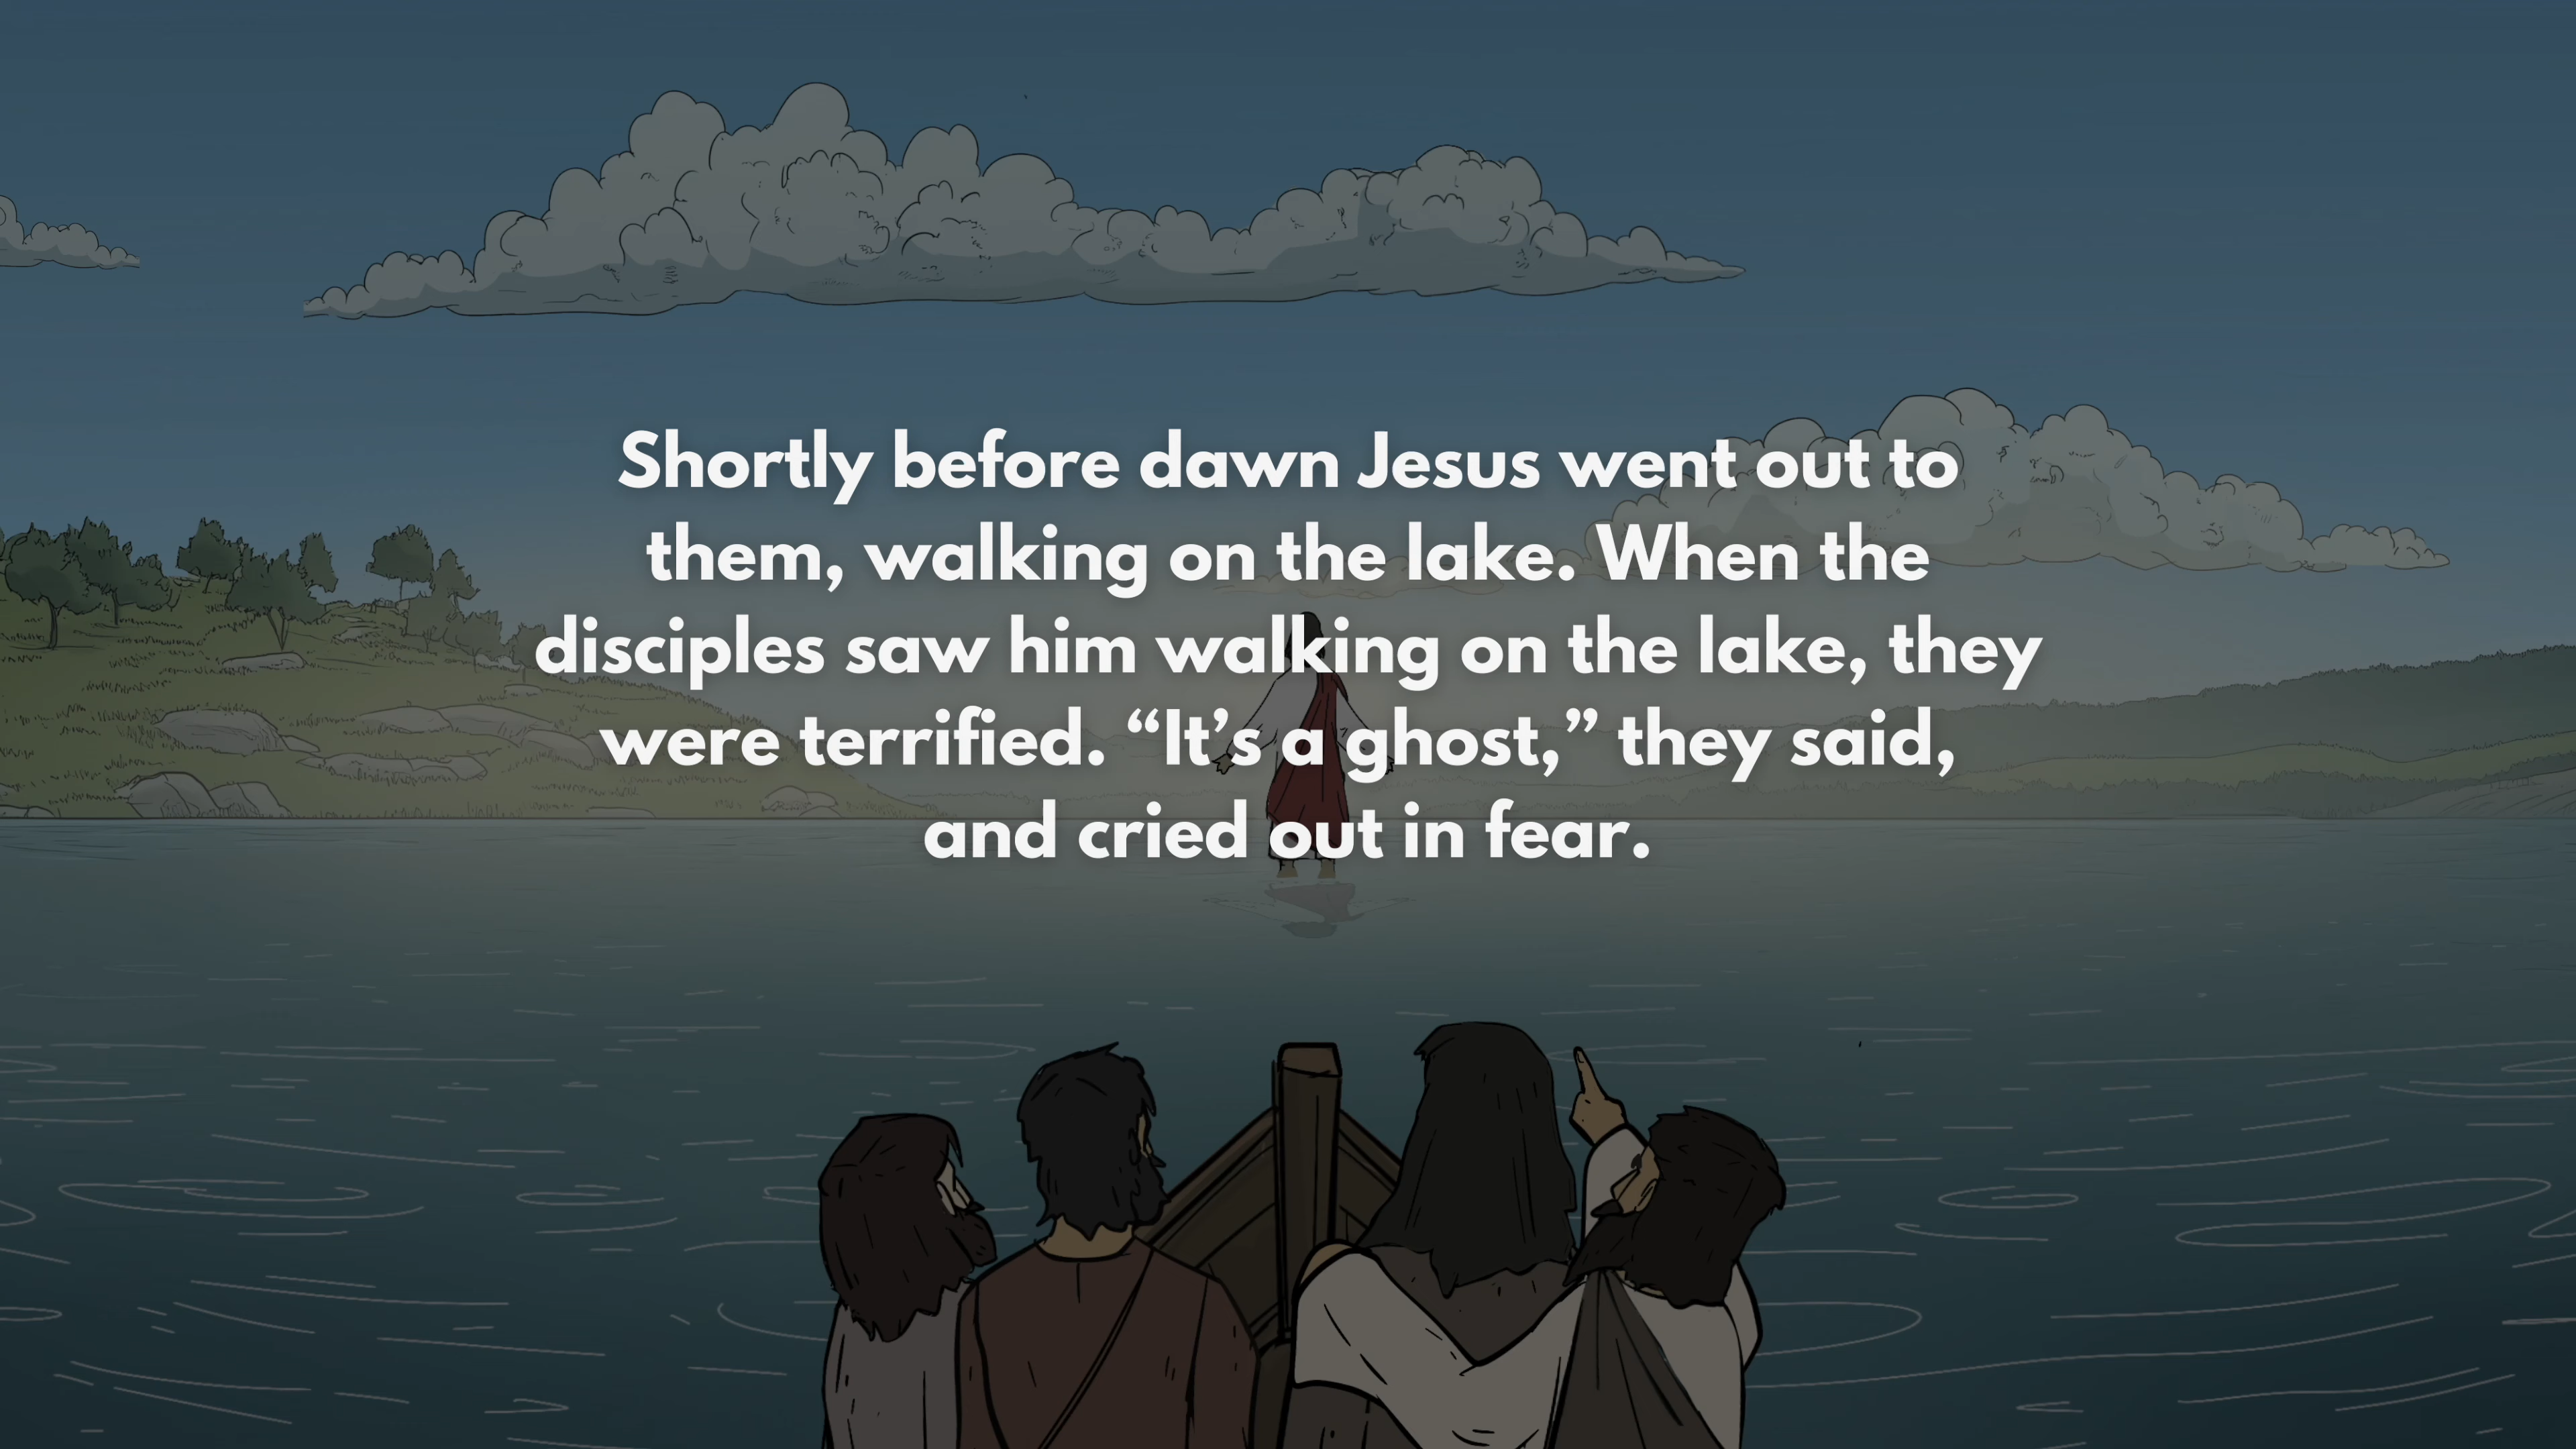 Shortly before dawn Jesus went out to
them, walking on the lake. When the
disciples saw him walking on the lake, they
were terrified. “It’s a ghost,” they said,
and cried out in fear.